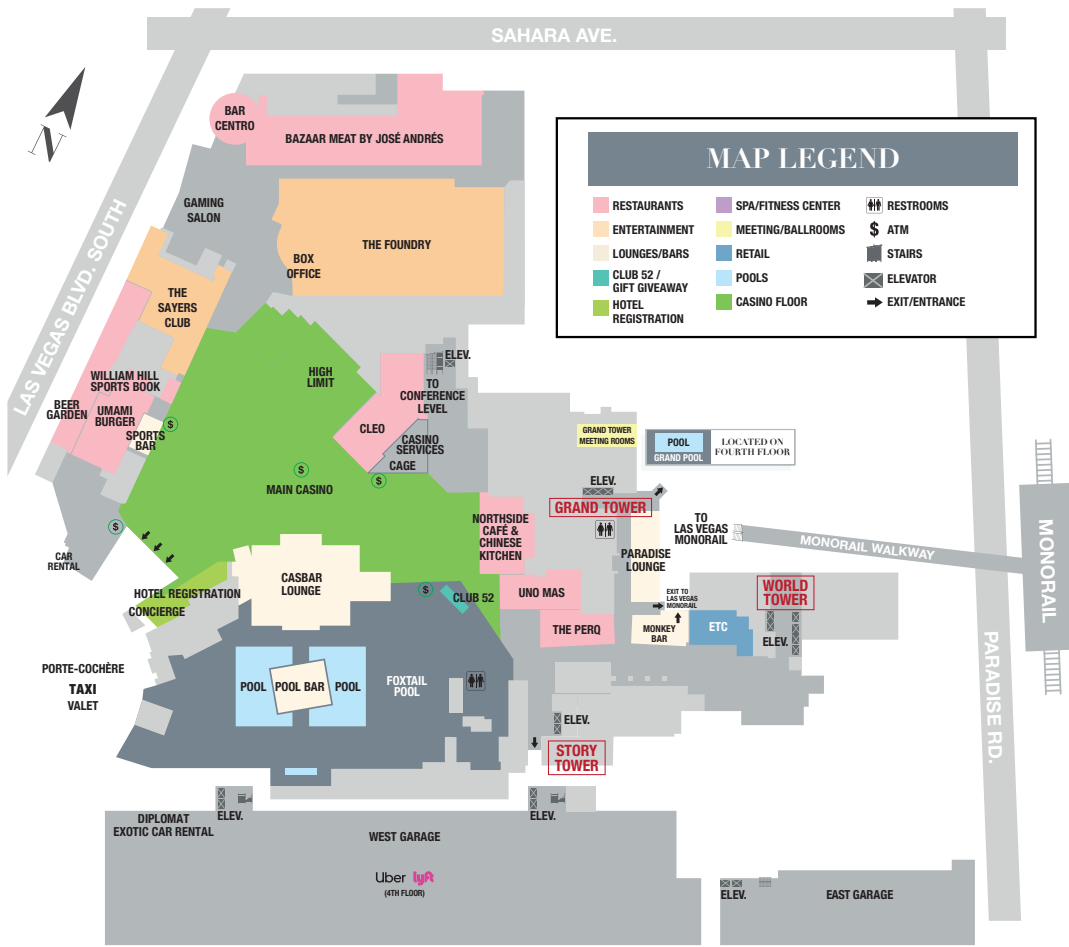 SAHARA AVE.
N
LAS VEGAS BLVD. SOUTH
BAR
CENTRO
BAZAAR MEAT BY JOSÉ ANDRÉS
MAP LEGEND
RESTAURANTS
ENTERTAINMENT
LOUNGES/BARS
CLUB 52 /
GIFT GIVEAWAY
HOTEL
REGISTRATION
SPA/FITNESS CENTER
MEETING/BALLROOMS
RETAIL
POOLS
CASINO FLOOR
RESTROOMS
$ ATM
STAIRS
ELEVATOR
EXIT/ENTRANCE
GAMING
SALON
THE FOUNDRY
BOX
OFFICE
THE
SAYERS
CLUB
WILLIAM HILL
SPORTS BOOK
BEER
GARDEN
UMAMI
BURGER
SPORTS
BAR
$
HIGH
LIMIT
ELEV.
TO
CONFERENCE
LEVEL
CLEO
CASINO
SERVICES
CAGE
$
MAIN CASINO
$
GRAND TOWER
MEETING ROOMS
POOL
GRAND POOL
LOCATED ON
FOURTH FLOOR
ELEV.
GRAND TOWER
NORTHSIDE
CAFÉ &
CHINESE
KITCHEN
PARADISE
LOUNGE
TO
LAS VEGAS
MONORAIL
MONORAIL WALKWAY
MONORAIL
$
CAR
RENTAL
HOTEL REGISTRATION
CONCIERGE
CASBAR
LOUNGE
$
CLUB 52
UNO MAS
THE PERQ
EXIT TO
LAS VEGAS
MONORAIL
MONKEY
BAR
ETC
WORLD
TOWER
ELEV.
PARADISE RD.
PORTE-COCHÈRE
TAXI
VALET
POOL
POOL BAR
POOL
FOXTAIL
POOL
ELEV.
STORY
TOWER
ELEV.
ELEV.
DIPLOMAT
EXOTIC CAR RENTAL
WEST GARAGE
Uber lyft
(4TH FLOOR)
ELEV.
EAST GARAGE